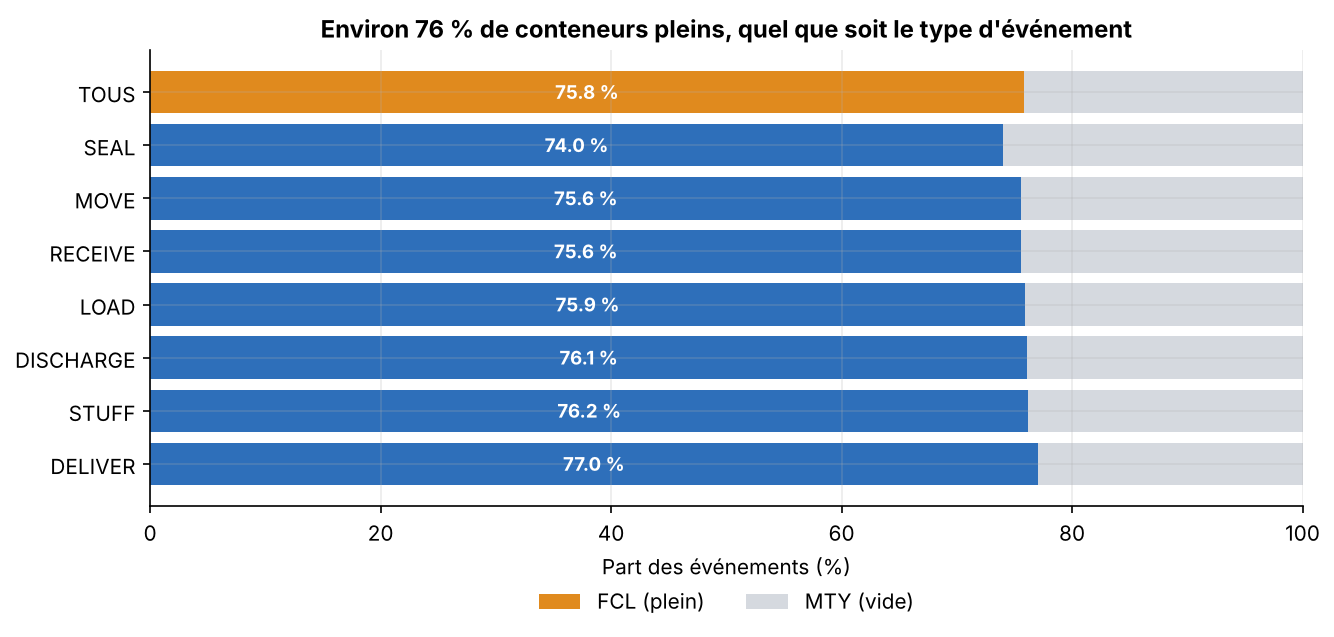 Environ 76 % de conteneurs pleins, quel que soit le type d'événement
TOUS 75.8 %
SEAL 74.0 %
MOVE 75.6 %
RECEIVE 75.6 %
LOAD 75.9 %
DISCHARGE 76.1 %
STUFF 76.2 %
DELIVER 77.0 %
0 20 40 60 80 100
Part des événements (%)
FCL (plein) MTY (vide)